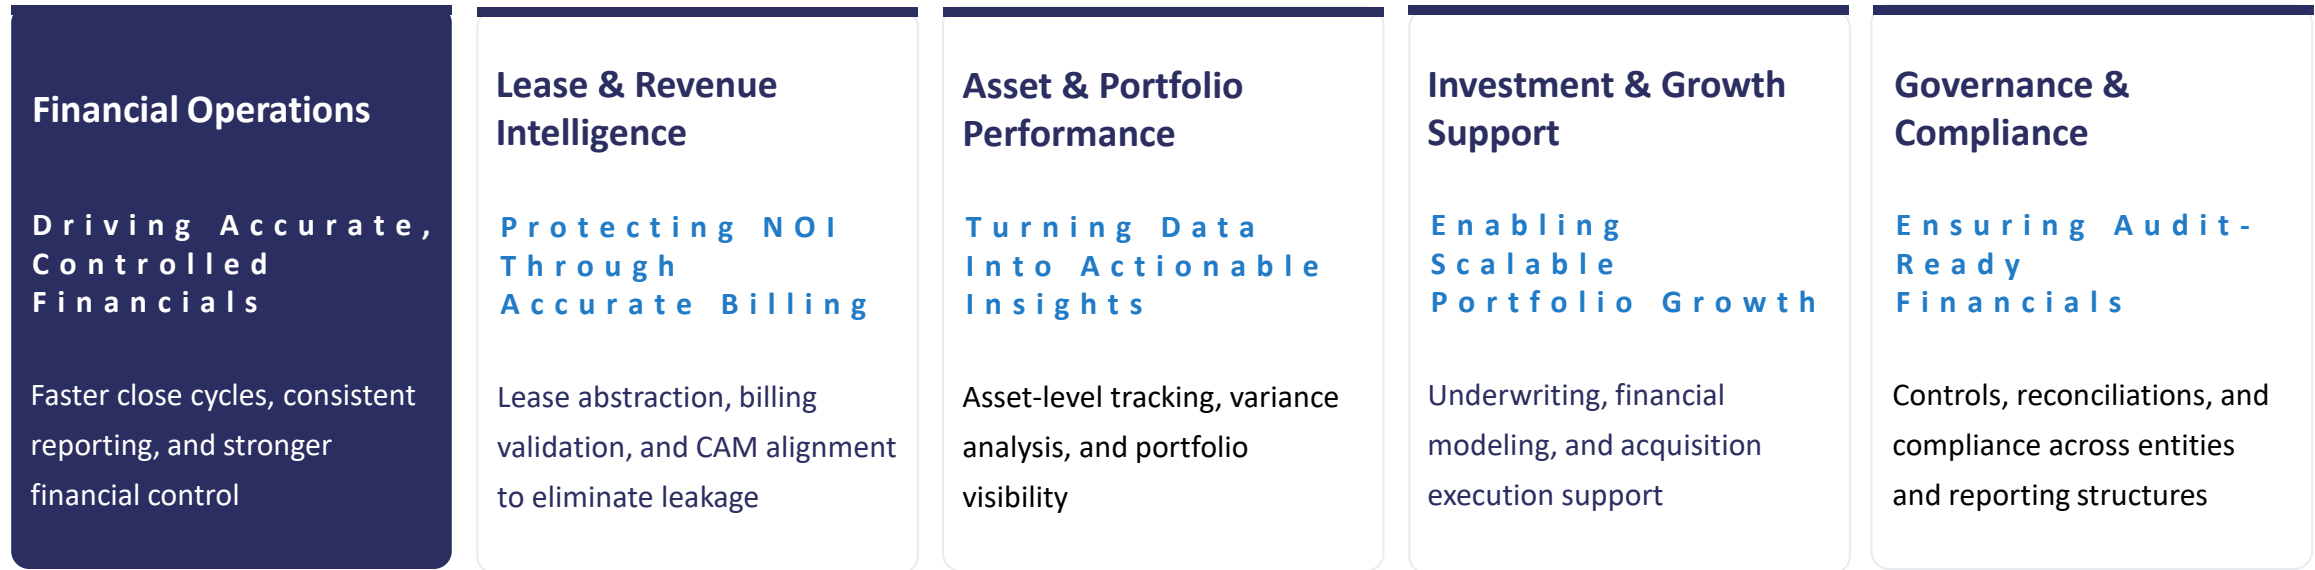 Financial Operations
Driving Accurate,
Controlled
Financials
Faster close cycles, consistent
reporting, and stronger
financial control
Lease & Revenue
Intelligence
Protecting NOI
Through
Accurate Billing
Lease abstraction, billing
validation, and CAM alignment
to eliminate leakage
Asset & Portfolio
Performance
Turning Data
Into Actionable
Insights
Asset-level tracking, variance
analysis, and portfolio
visibility
Investment & Growth
Support
Enabling
Scalable
Portfolio Growth
Underwriting, financial
modeling, and acquisition
execution support
Governance &
Compliance
Ensuring Audit-
Ready
Financials
Controls, reconciliations, and
compliance across entities
and reporting structures